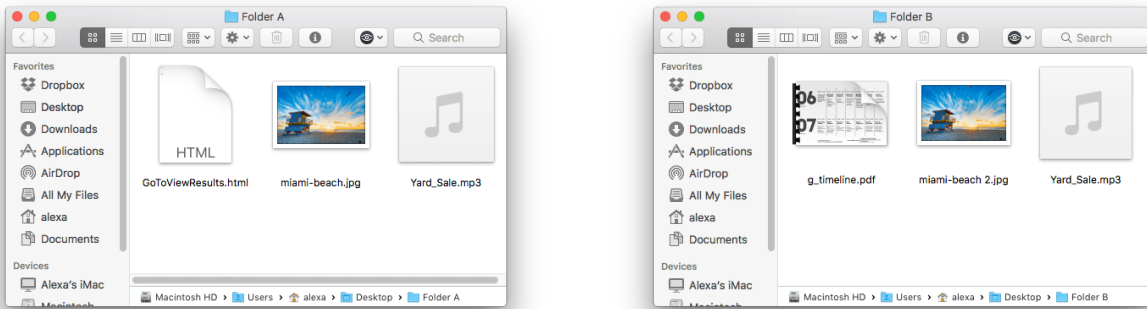 Folder A
Search
Favorites
Dropbox
Desktop
Downloads
Applications
AirDrop
All My Files
alexa
Documents
Devices
Alexa's iMac
Macintosh
HTML
GoToViewResults.html
miami-beach.jpg
Yard_Sale.mp3
Macintosh HD › Users › alexa › Desktop › Folder A
Folder B
Search
Favorites
Dropbox
Desktop
Downloads
Applications
AirDrop
All My Files
alexa
Documents
Devices
Alexa's iMac
Macintosh
06
07
g_timeline.pdf
miami-beach 2.jpg
Yard_Sale.mp3
Macintosh HD › Users › alexa › Desktop › Folder B